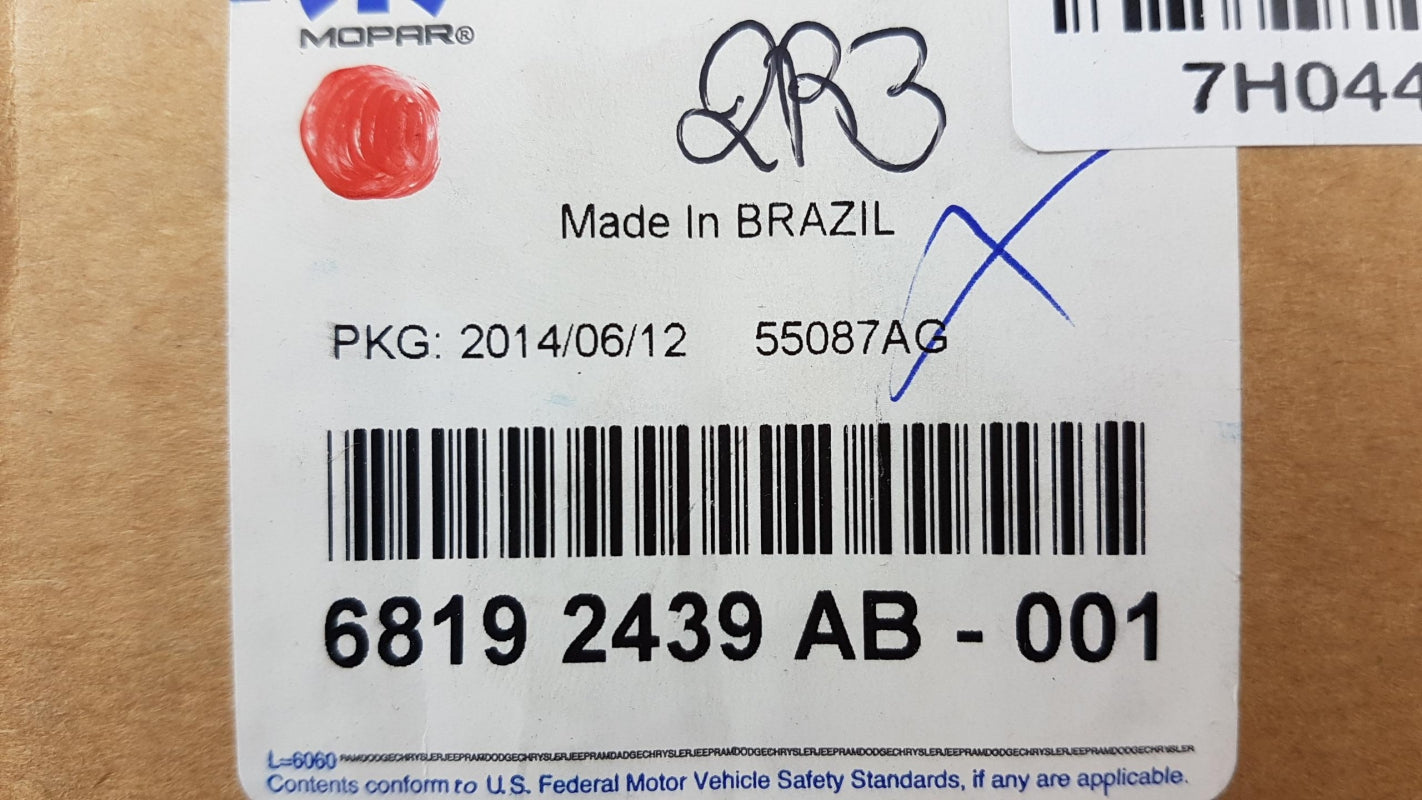 MOPAR®
2R3
7H044
Made In BRAZIL
PKG: 2014/06/12 55087AG
6819 2439 AB - 001
L=6060
Contents conform to U.S. Federal Motor Vehicle Safety Standards, if any are applicable.